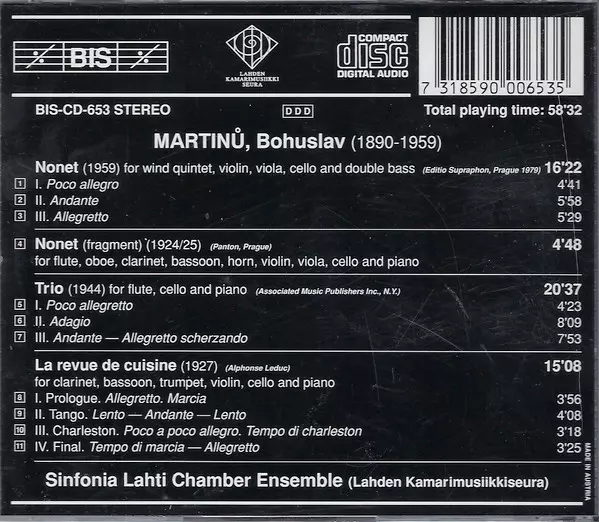 BIS
LAHDEN
KAMARIMUSIIKKI
SEURA
COMPACT
disc
DIGITAL AUDIO
7 318590 006535
BIS-CD-653 STEREO
DDD
Total playing time: 58'32
MARTINŮ, Bohuslav (1890-1959)
Nonet (1959) for wind quintet, violin, viola, cello and double bass (Editio Supraphon, Prague 1979) 16'22
1 I. Poco allegro 4'41
2 II. Andante 5'58
3 III. Allegretto 5'29
4 Nonet (fragment) (1924/25) (Panton, Prague) 4'48
for flute, oboe, clarinet, bassoon, horn, violin, viola, cello and piano
Trio (1944) for flute, cello and piano (Associated Music Publishers Inc., N.Y.) 20'37
5 I. Poco allegretto 4'23
6 II. Adagio 8'09
7 III. Andante — Allegretto scherzando 7'53
La revue de cuisine (1927) (Alphonse Leduc) 15'08
for clarinet, bassoon, trumpet, violin, cello and piano
8 I. Prologue. Allegretto. Marcia 3'56
9 II. Tango. Lento — Andante — Lento 4'08
10 III. Charleston. Poco a poco allegro. Tempo di charleston 3'18
11 IV. Final. Tempo di marcia — Allegretto 3'25
Sinfonia Lahti Chamber Ensemble (Lahden Kamarimusiikkiseura)
MADE IN AUSTRIA